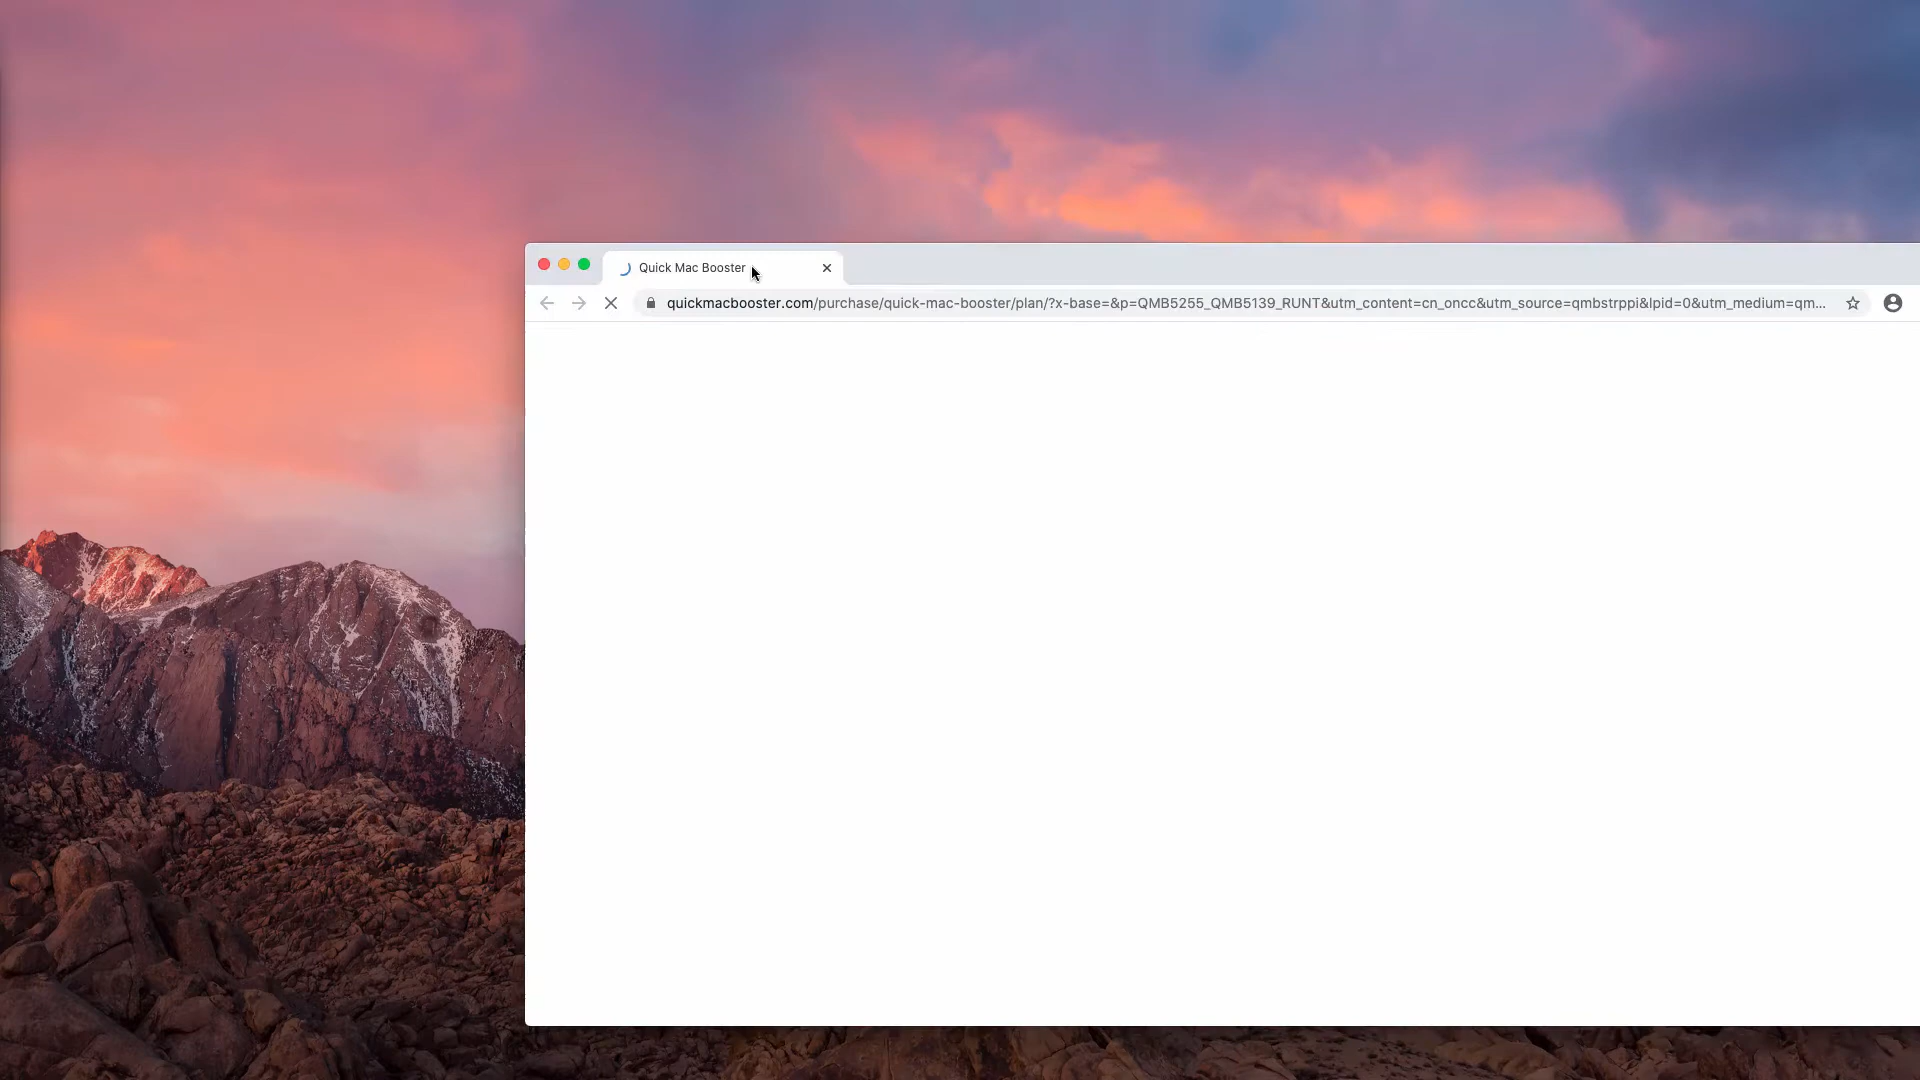 Quick Mac Booster
quickmacbooster.com/purchase/quick-mac-booster/plan/?x-base=&p=QMB5255_QMB5139_RUNT&utm_content=cn_oncc&utm_source=qmbstrppi&lpid=0&utm_medium=qm...